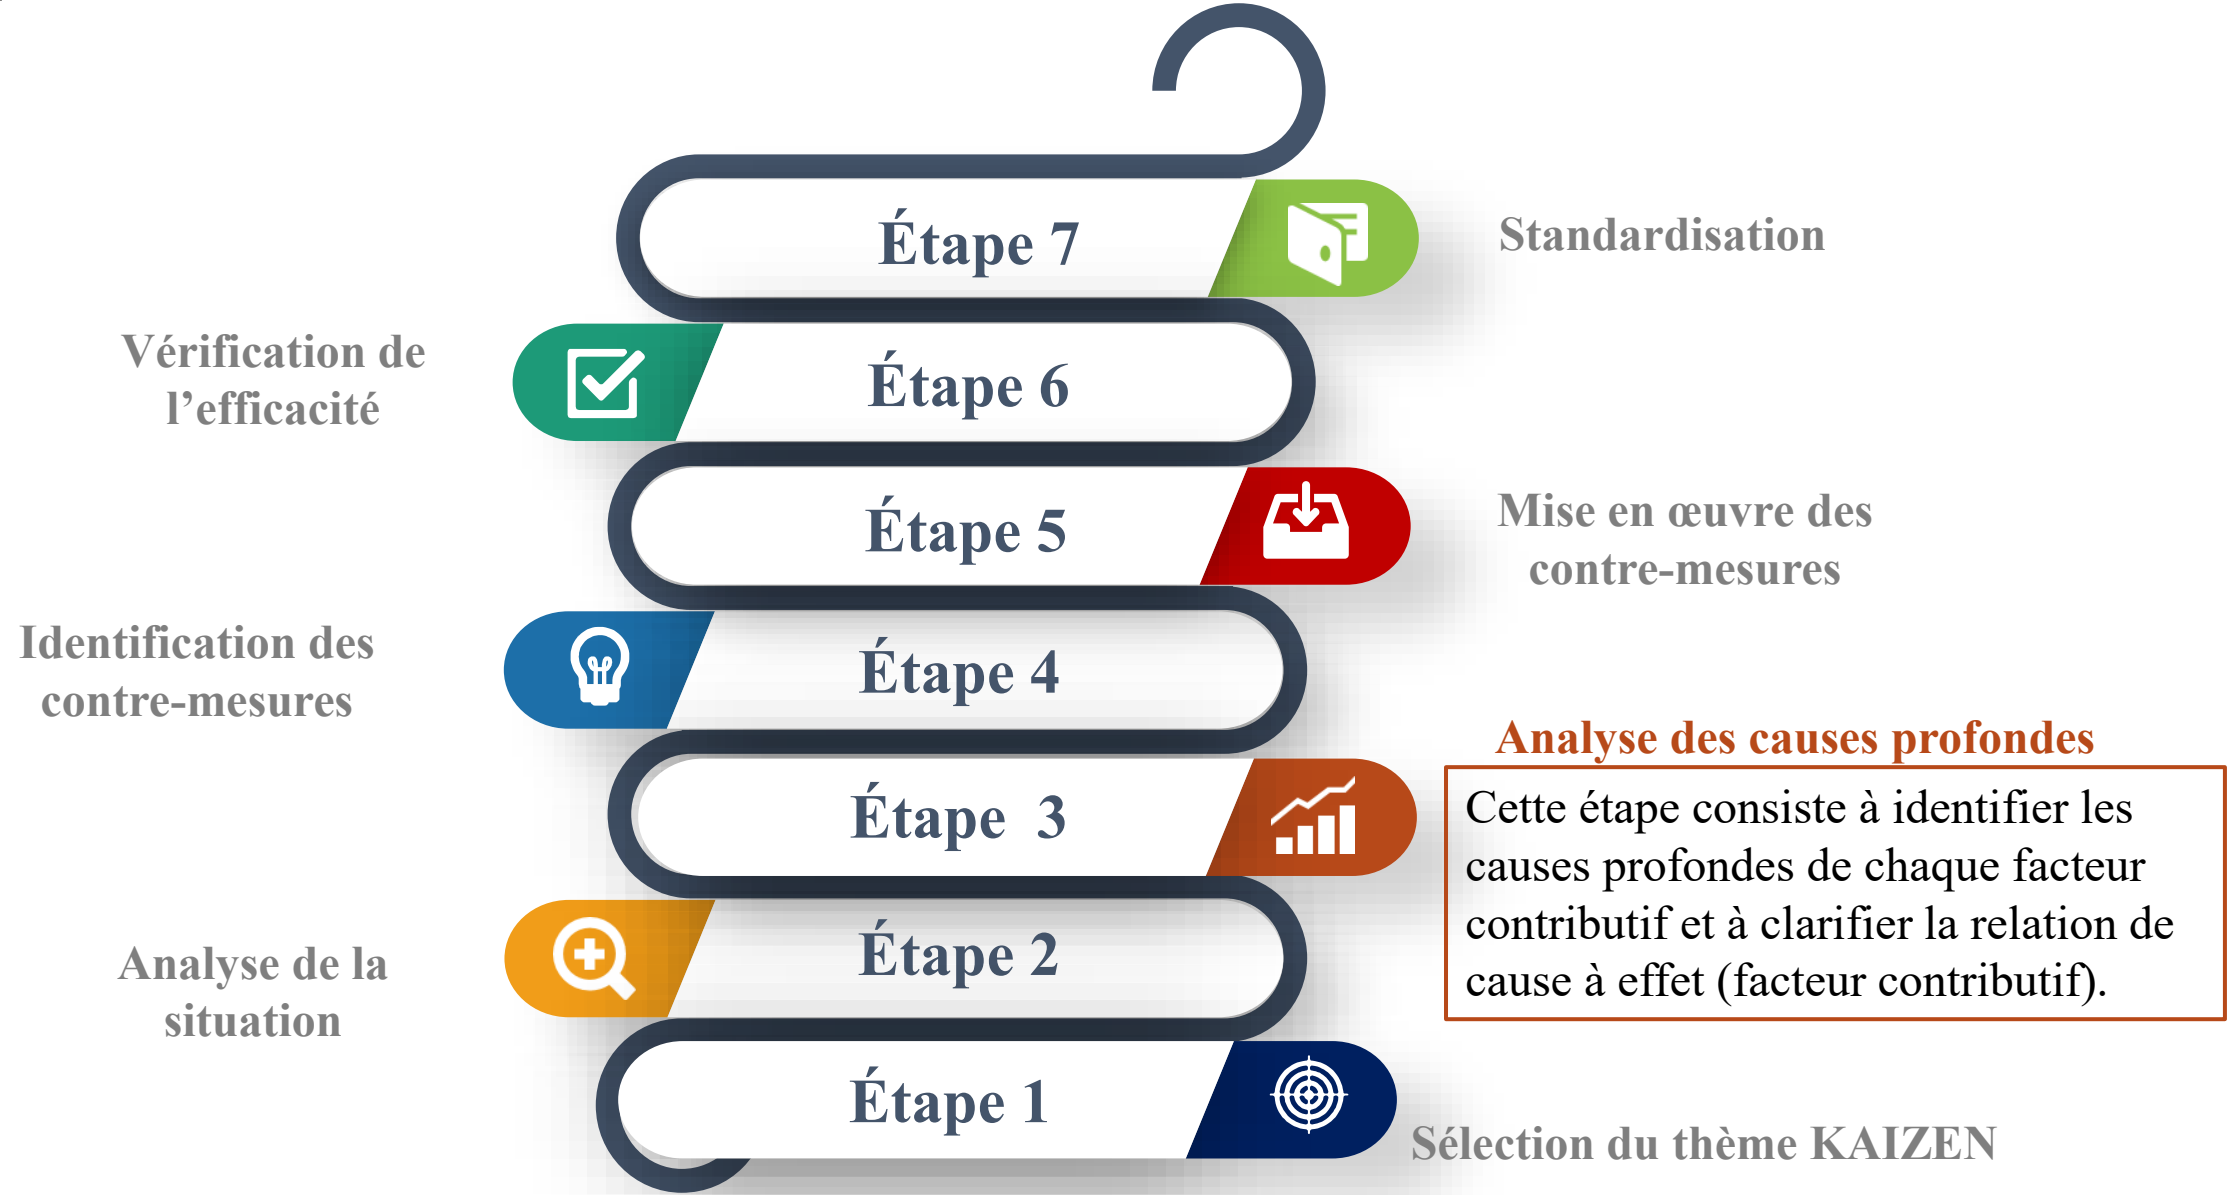 Étape 7
Standardisation
Vérification de
l’efficacité
Étape 6
Étape 5
Mise en œuvre des
contre-mesures
Identification des
contre-mesures
Étape 4
Analyse des causes profondes
Étape 3
Cette étape consiste à identifier les
causes profondes de chaque facteur
contributif et à clarifier la relation de
cause à effet (facteur contributif).
Analyse de la
situation
Étape 2
Étape 1
Sélection du thème KAIZEN